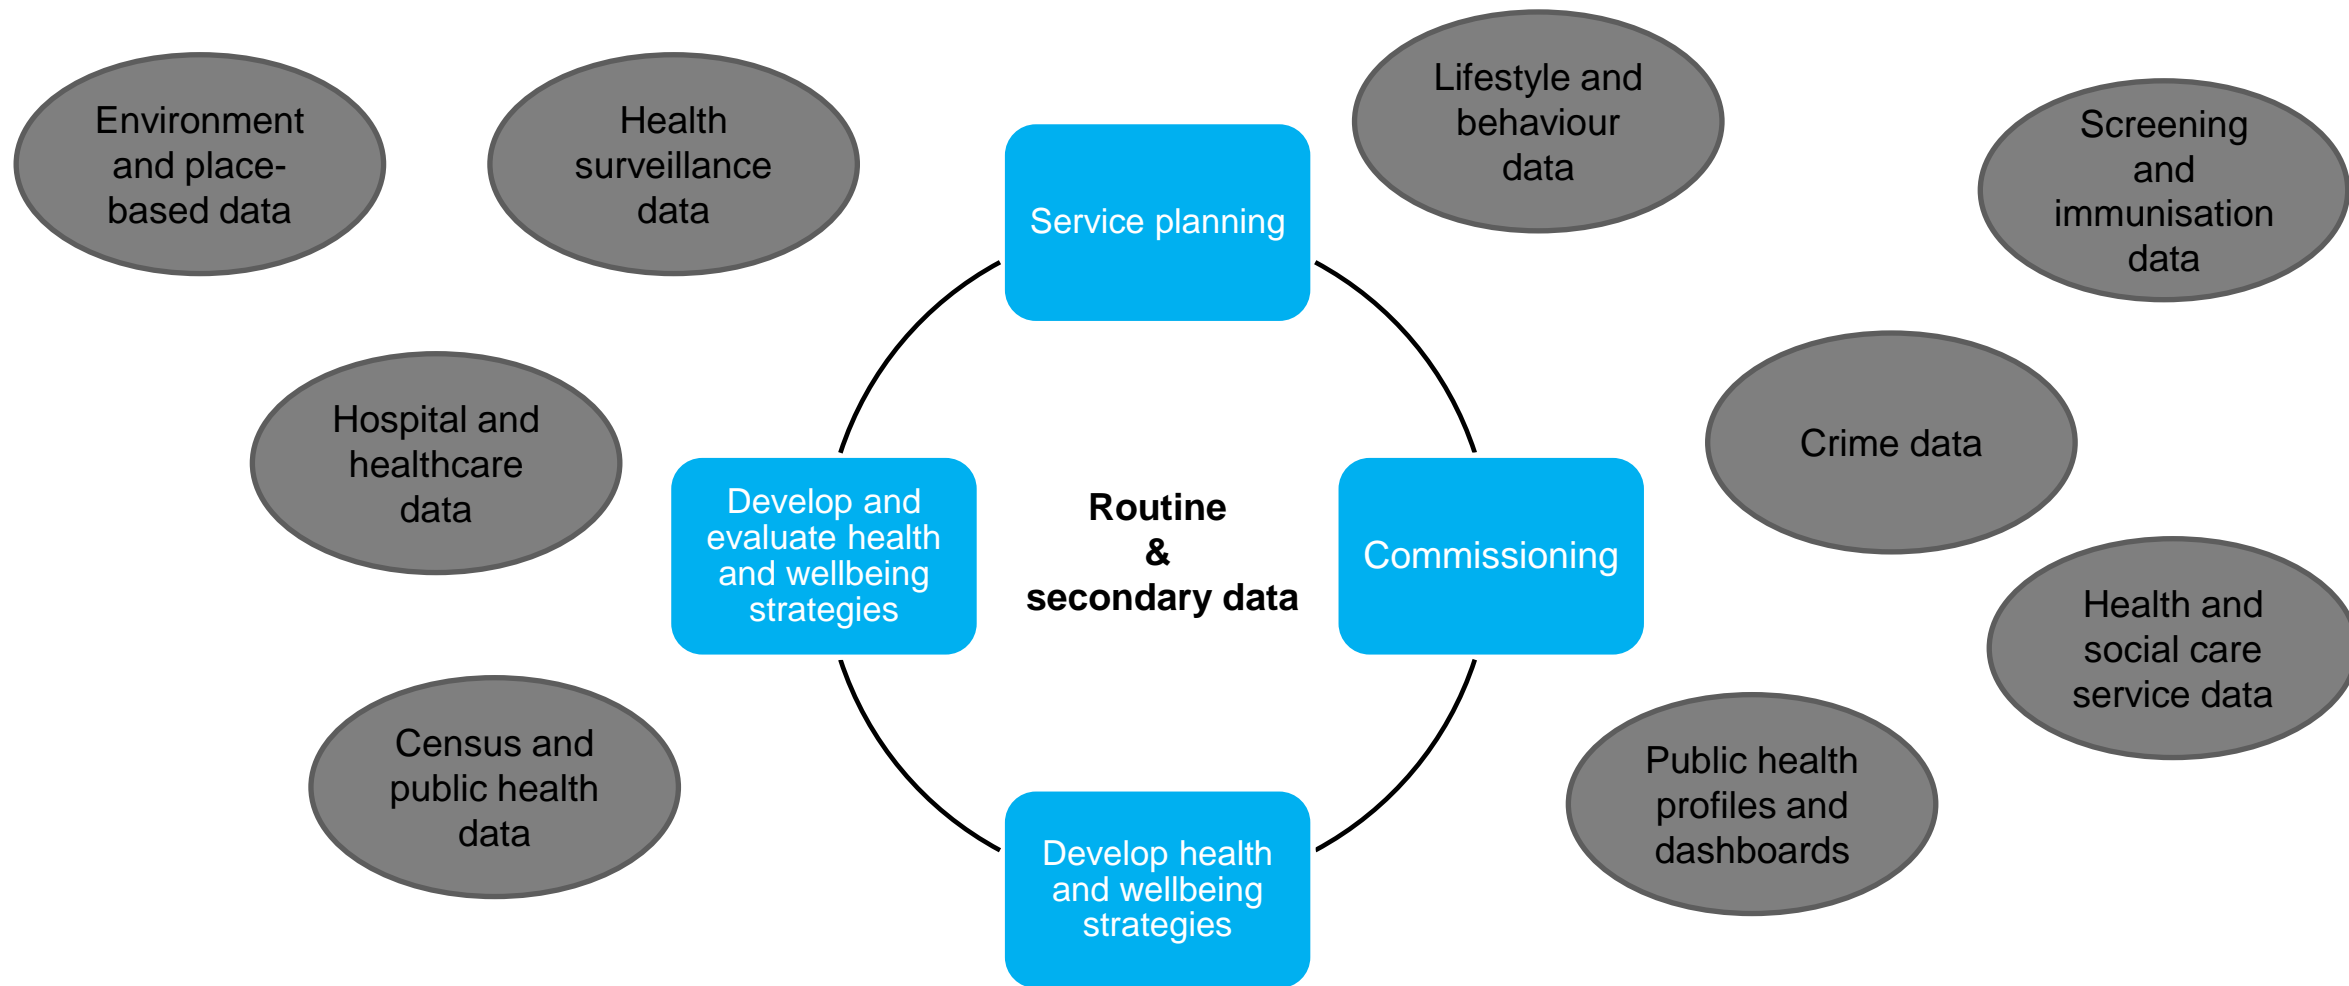 Environment
and place-
based data
Health
surveillance
data
Lifestyle and
behaviour
data
Screening
and
immunisation
data
Service planning
Hospital and
healthcare
data
Crime data
Develop and
evaluate health
and wellbeing
strategies
Routine
&
secondary data
Commissioning
Health and
social care
service data
Census and
public health
data
Public health
profiles and
dashboards
Develop health
and wellbeing
strategies